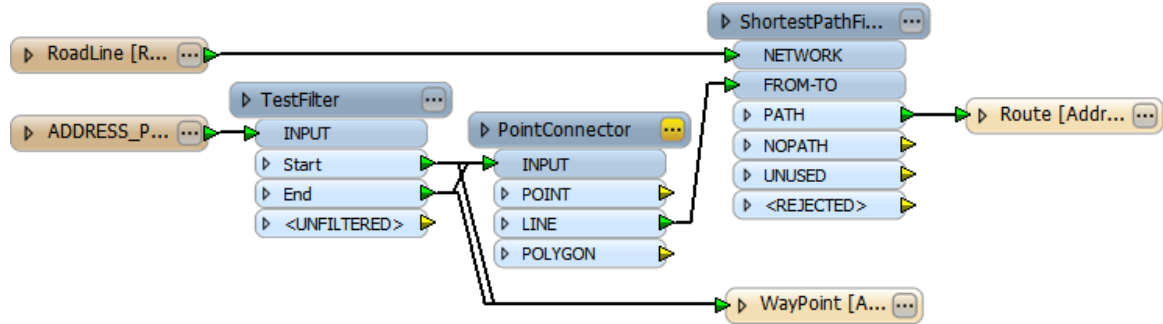 RoadLine [R...
ADDRESS_P...
TestFilter
INPUT
Start
End
<UNFILTERED>
PointConnector
INPUT
POINT
LINE
POLYGON
ShortestPathFi...
NETWORK
FROM-TO
PATH
NOPATH
UNUSED
<REJECTED>
Route [Addr...
WayPoint [A...